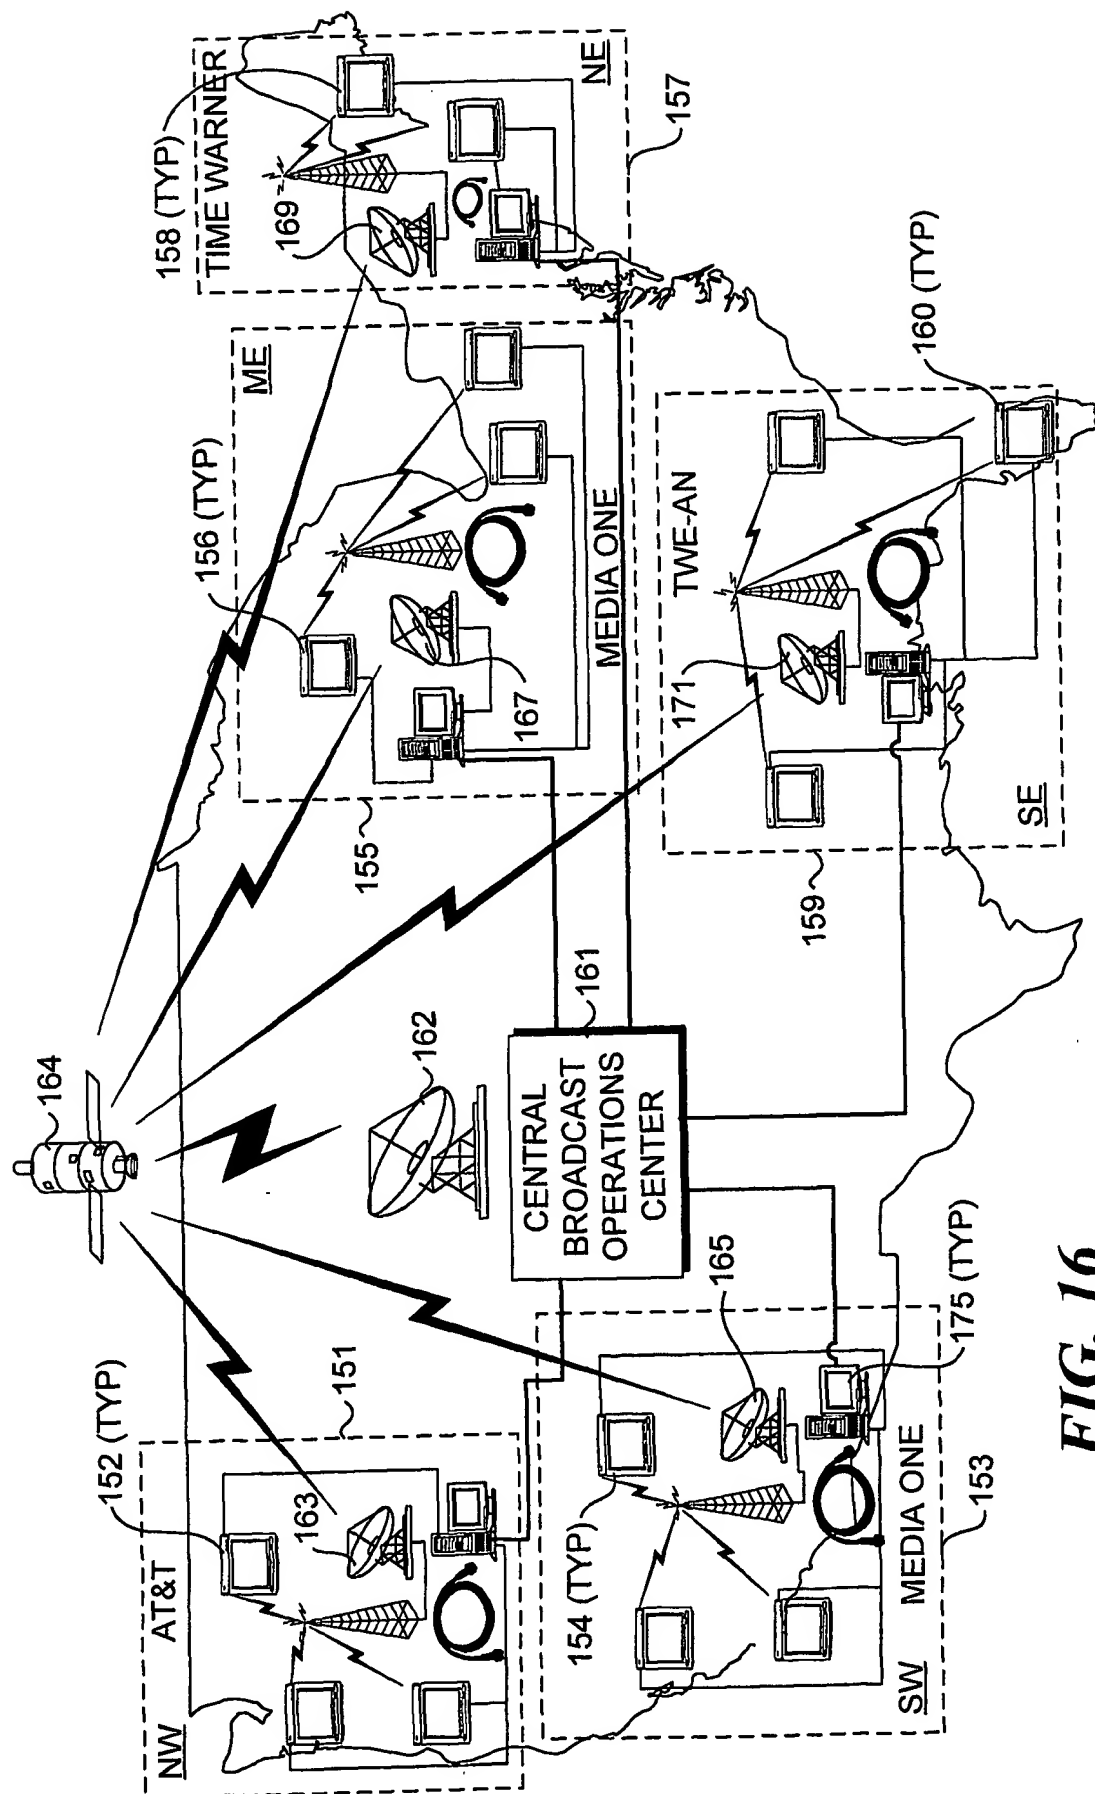 164
NW
AT&T
152 (TYP)
163
151
162
156 (TYP)
ME
167
MEDIA ONE
155
158 (TYP)
TIME WARNER
169
NE
157
CENTRAL
BROADCAST
OPERATIONS
CENTER
161
154 (TYP)
165
SW
MEDIA ONE
175 (TYP)
153
TWE-AN
171
SE
159
160 (TYP)
FIG. 16